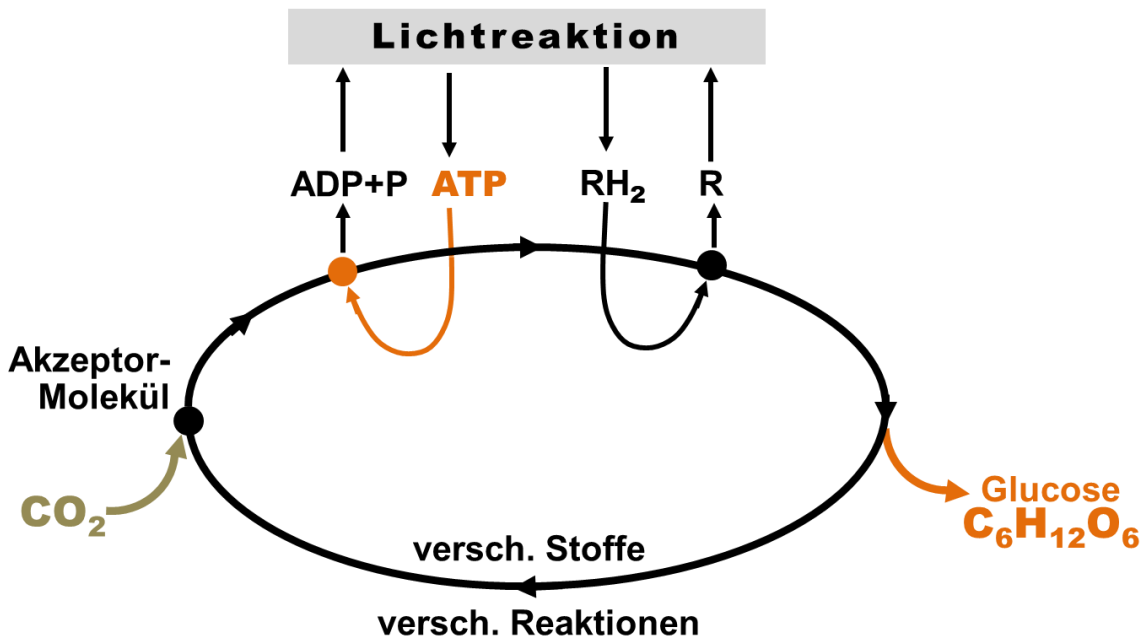 Lichtreaktion
ADP+P ATP RH₂ R
Akzeptor-
Molekül
CO₂
Glucose
C₆H₁₂O₆
versch. Stoffe
versch. Reaktionen